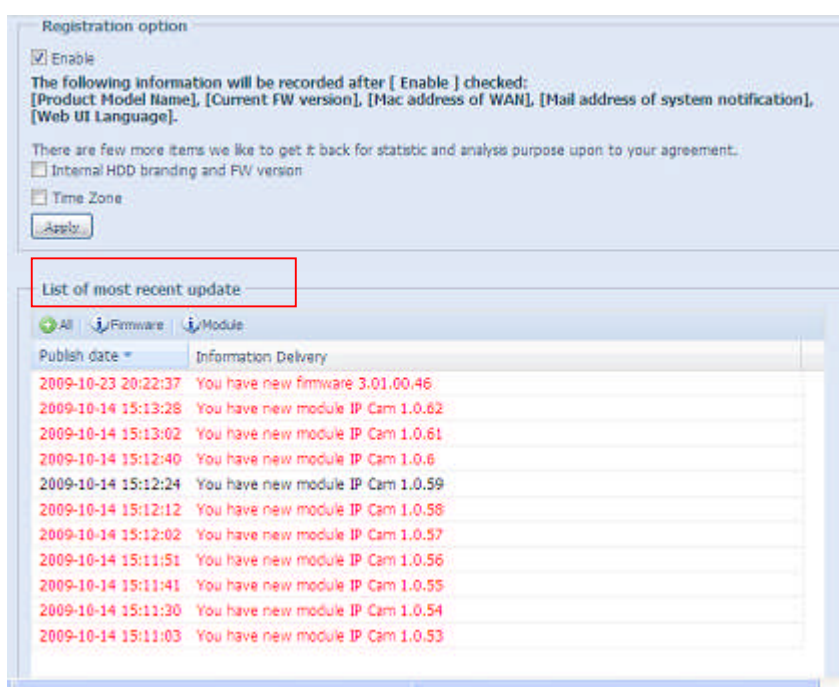 Registration option
Enable
The following information will be recorded after [ Enable ] checked:
[Product Model Name], [Current FW version], [Mac address of WAN], [Mail address of system notification],
[Web UI Language].
There are few more items we like to get it back for statistic and analysis purpose upon to your agreement.
Internal HDD branding and FW version
Time Zone
Apply
List of most recent update
All Firmware Module
Publish date Information Delivery
2009-10-23 20:22:37 You have new firmware 3.01.00.46
2009-10-14 15:13:28 You have new module IP Cam 1.0.62
2009-10-14 15:13:02 You have new module IP Cam 1.0.61
2009-10-14 15:12:40 You have new module IP Cam 1.0.6
2009-10-14 15:12:24 You have new module IP Cam 1.0.59
2009-10-14 15:12:12 You have new module IP Cam 1.0.58
2009-10-14 15:12:02 You have new module IP Cam 1.0.57
2009-10-14 15:11:51 You have new module IP Cam 1.0.56
2009-10-14 15:11:41 You have new module IP Cam 1.0.55
2009-10-14 15:11:30 You have new module IP Cam 1.0.54
2009-10-14 15:11:03 You have new module IP Cam 1.0.53